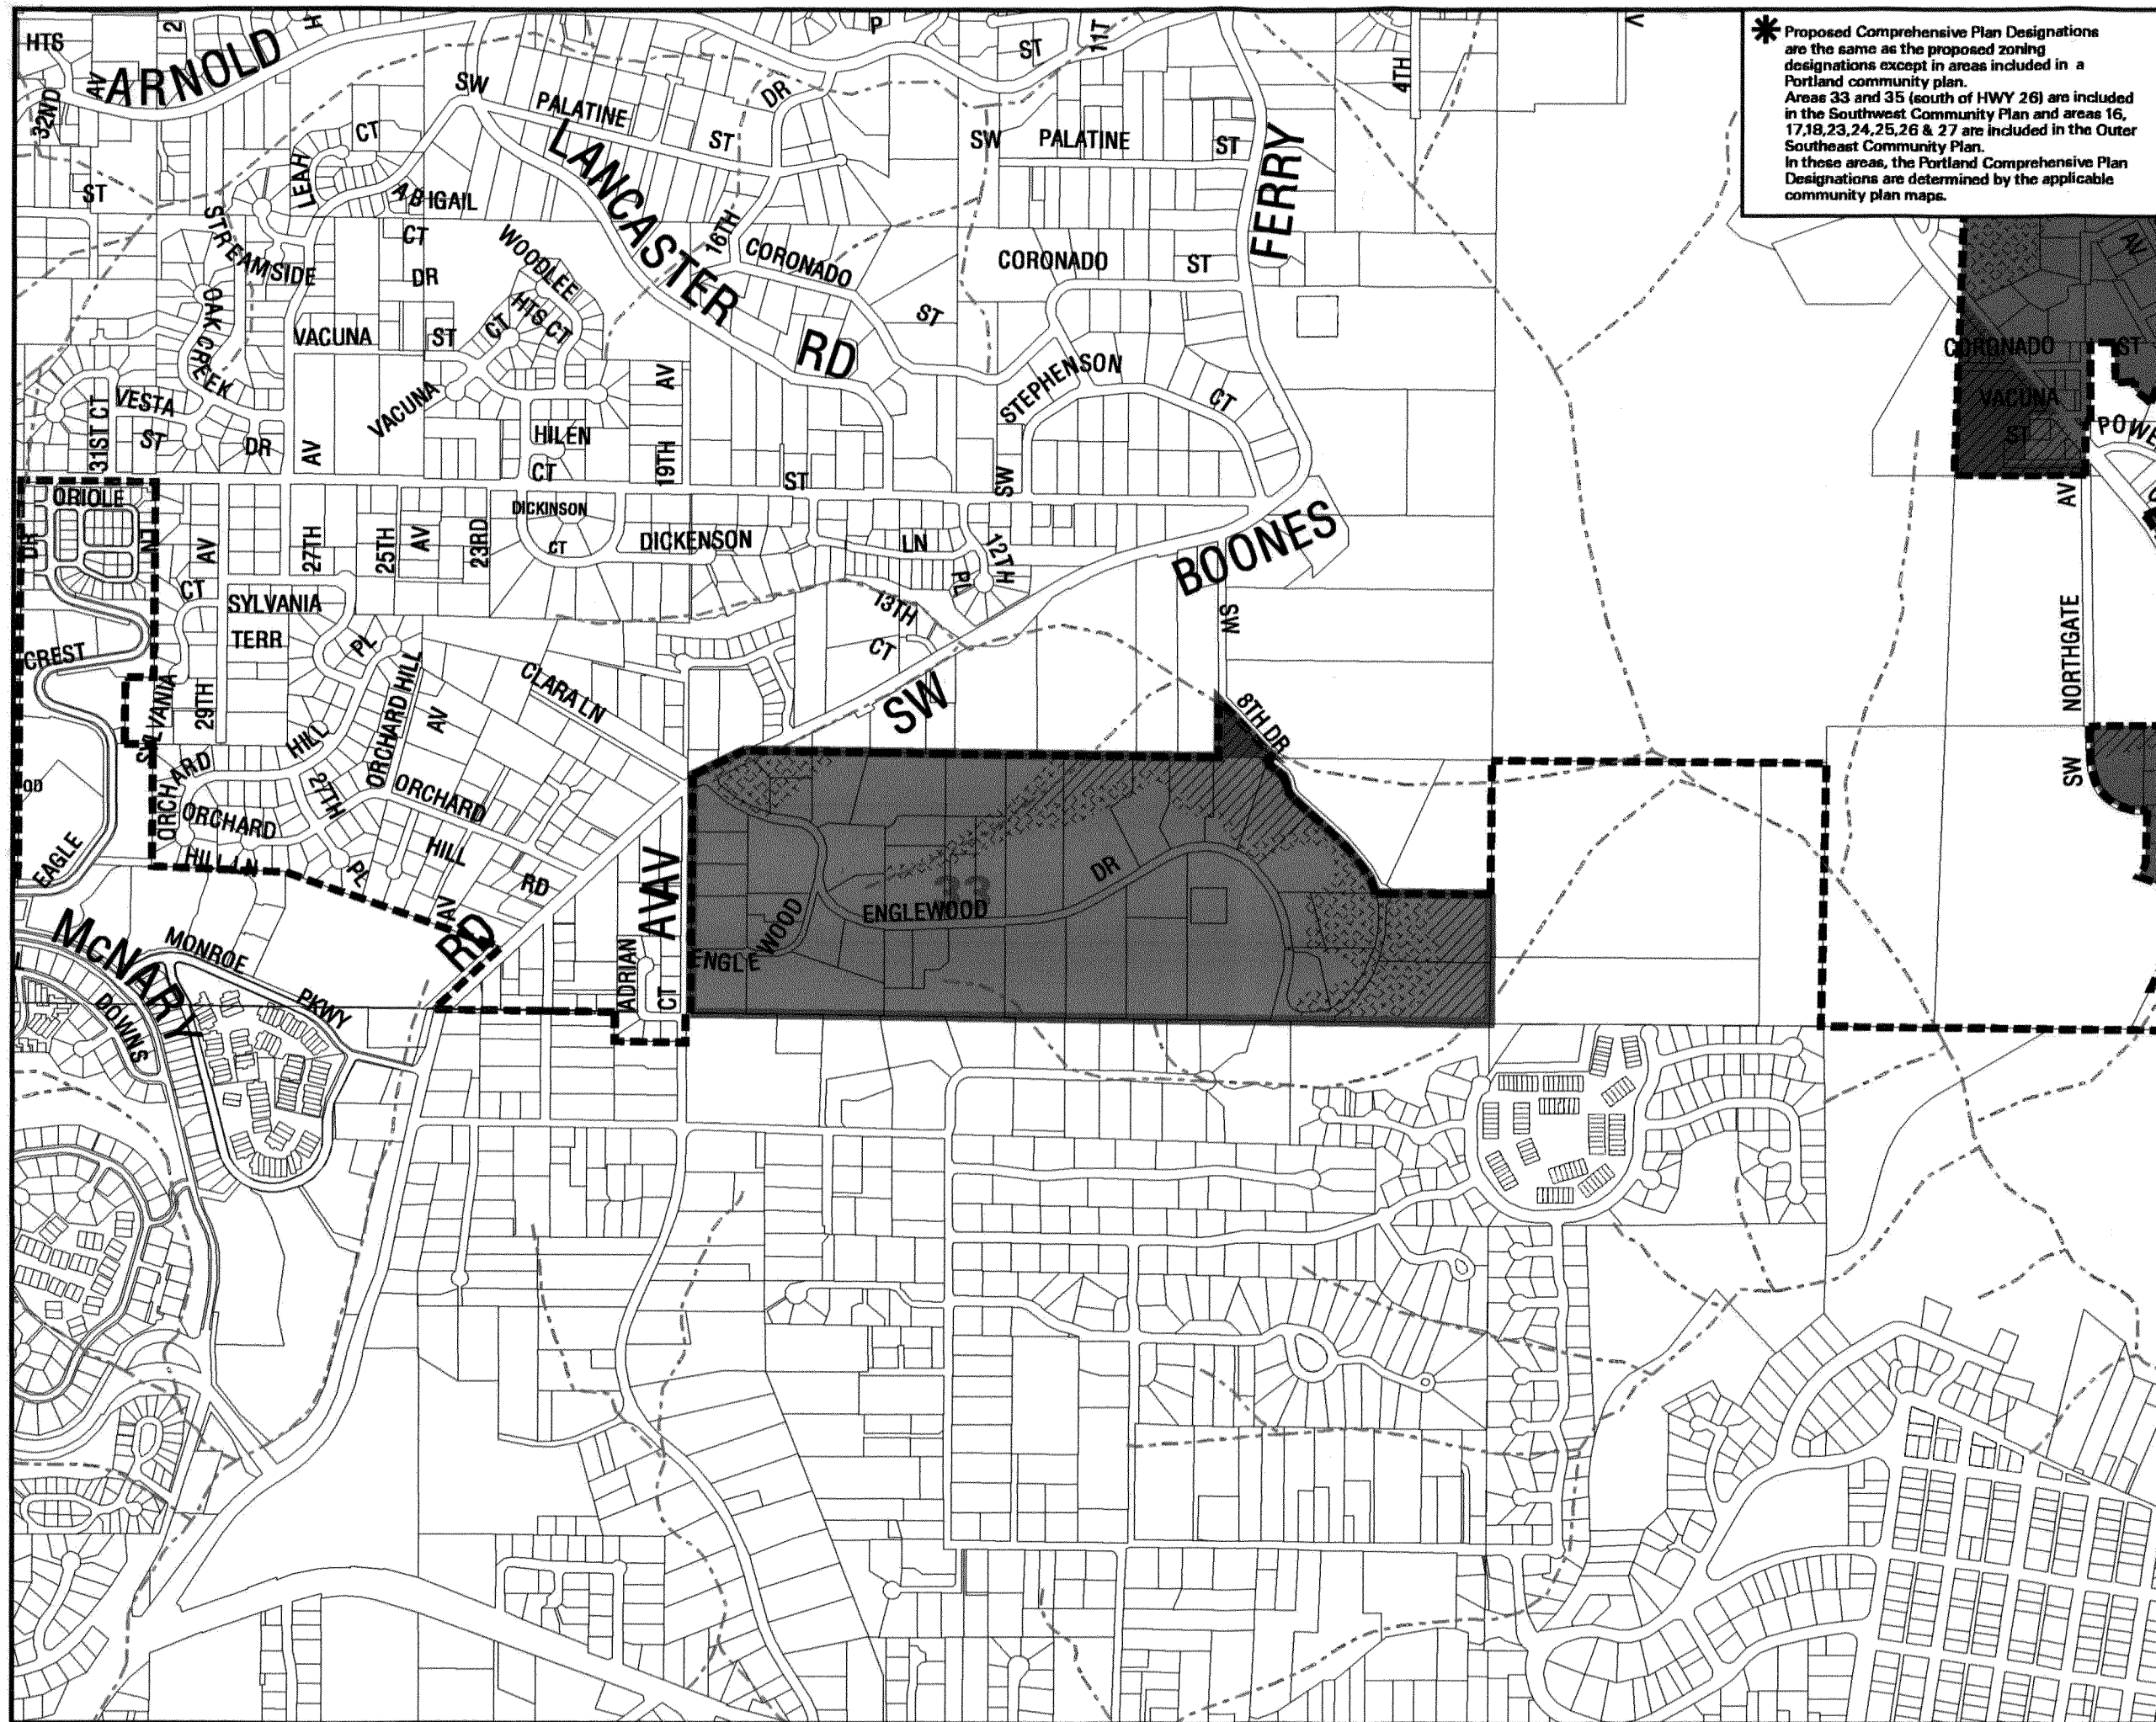 ✱ Proposed Comprehensive Plan Designations
are the same as the proposed zoning
designations except in areas included in a
Portland community plan.
Areas 33 and 35 (south of HWY 26) are included
in the Southwest Community Plan and areas 16,
17,18,23,24,25,26 & 27 are included in the Outer
Southeast Community Plan.
In these areas, the Portland Comprehensive Plan
Designations are determined by the applicable
community plan maps.
HTS
AV
32ND
ARNOLD
2
H
P
ST
11T
4TH
V
SW
PALATINE
ST
DR
SW PALATINE ST
FERRY
LANCASTER RD
CT
LEAH
ABIGAIL
CT
DR
ST
STREAMSIDE
OAK CREEK
DR
WOODLEE
HTS CT
CT
16TH
CORONADO
ST
CORONADO ST
VACUNA ST
VACUNA
AV
19TH
STEPHENSON
CT
SW
31ST CT
VESTA
ST
AV
HILEN
CT
ST
CORONADO ST
VACUNA
ST
AV
AV
POWE
ORIOLE
LN
DR
AV
27TH
25TH
AV
23RD
DICKINSON
CT
DICKENSON
LN
12TH
PL
BOONES
SW
CT
SYLVANIA
TERR
PL
13TH
CT
CREST
SYLVANIA
29TH
CLARA LN
SW
8TH DR
NORTHGATE
SW
ORCHARD HILL
AV
HILL
ORCHARD
27TH
PL
ORCHARD
HILL
RD
ORCHARD
HILL LN
OD
EAGLE
AV
RD
AVAV
33
DR
ENGLEWOOD
ENGLE WOOD
McNARY
MONROE
PKWY
DOWNS
ADRIAN
CT